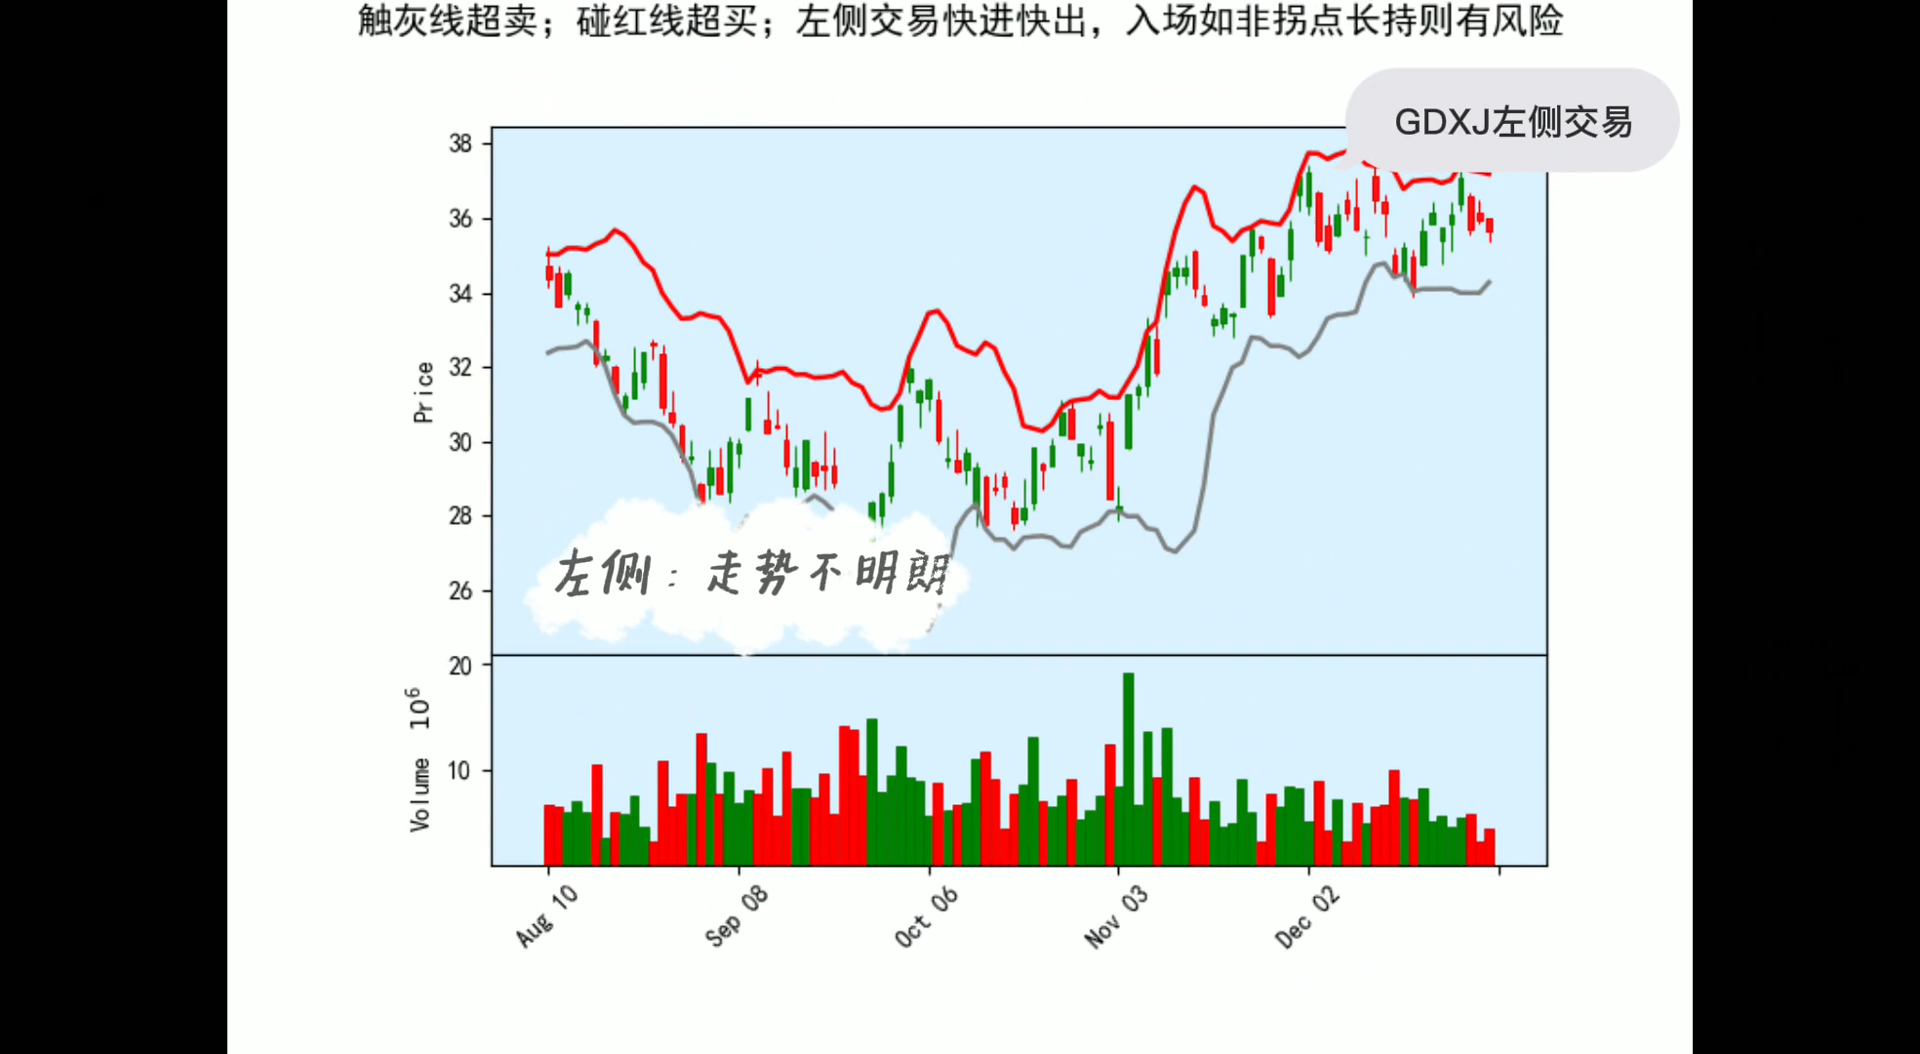 触灰线超卖；碰红线超买；左侧交易快进快出，入场如非拐点长持则有风险
GDXJ左侧交易
38
36
34
32
30
28
26
Price
左侧：走势不明朗
20
10
Volume 10⁶
Aug 10
Sep 08
Oct 06
Nov 03
Dec 02